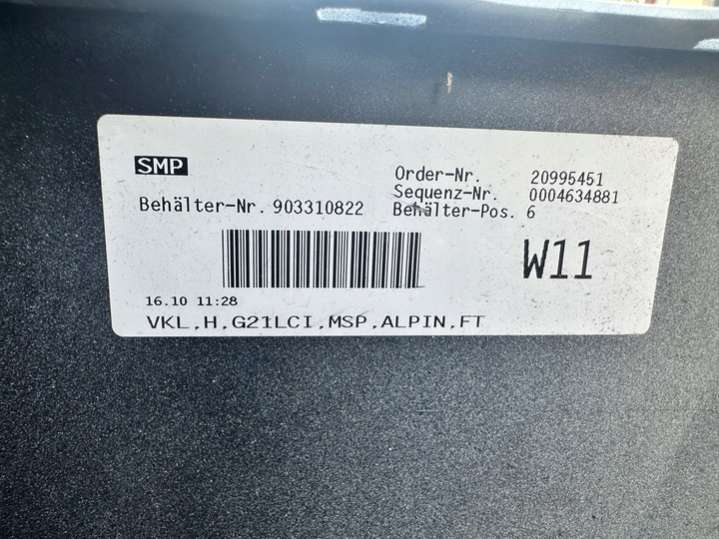 SMP
Order-Nr. 20995451
Sequenz-Nr. 0004634881
Behälter-Nr. 903310822 Behälter-Pos. 6
W11
16.10 11:28
VKL,H,G21LCI,MSP,ALPIN,FT